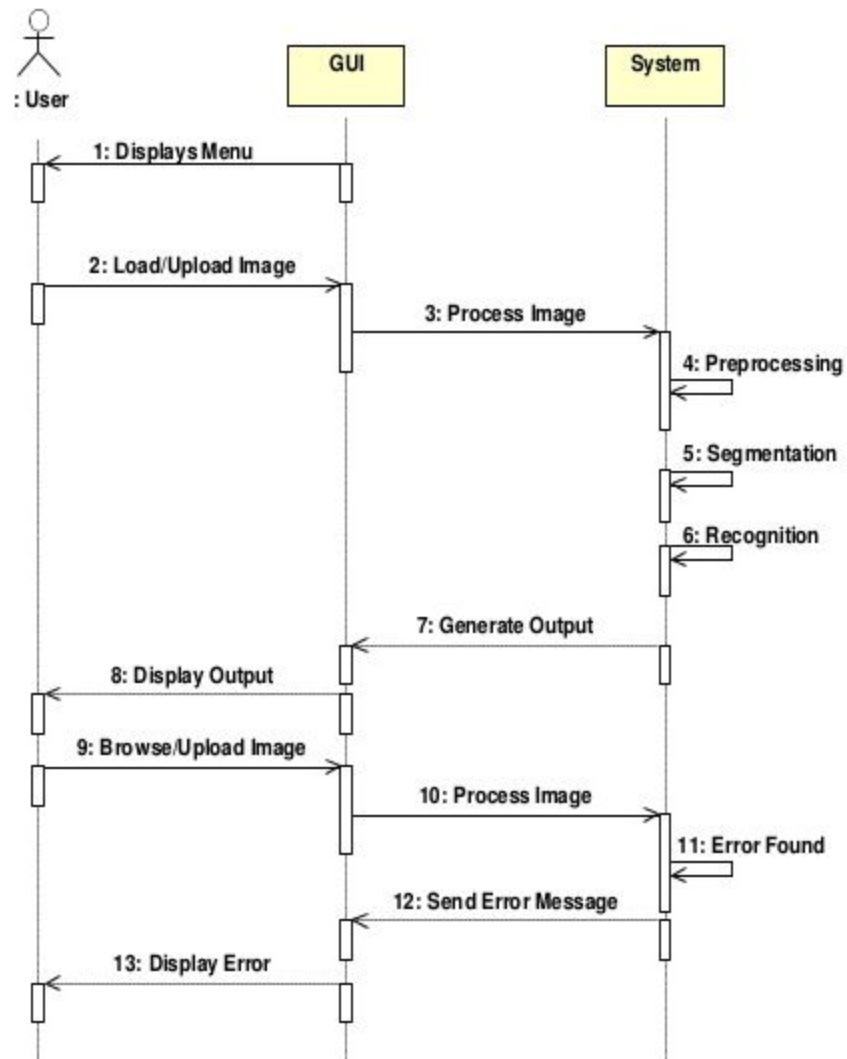 GUI
System
: User
1: Displays Menu
2: Load/Upload Image
3: Process Image
4: Preprocessing
5: Segmentation
6: Recognition
7: Generate Output
8: Display Output
9: Browse/Upload Image
10: Process Image
11: Error Found
12: Send Error Message
13: Display Error